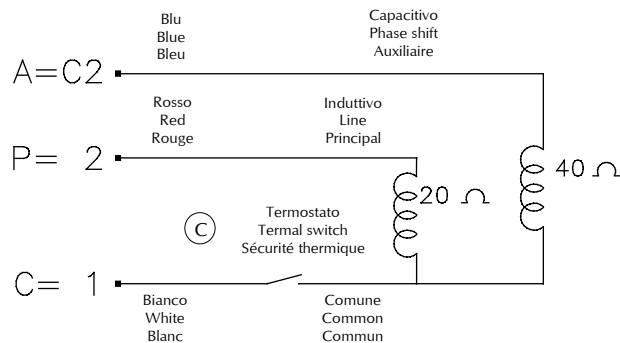 Blu
Blue
Bleu
Capacitivo
Phase shift
Auxiliaire
A=C2
Rosso
Red
Rouge
Induttivo
Line
Principal
P= 2
40 Ω
20 Ω
C
Termostato
Termal switch
Sécurité thermique
C= 1
Bianco
White
Blanc
Comune
Common
Commun